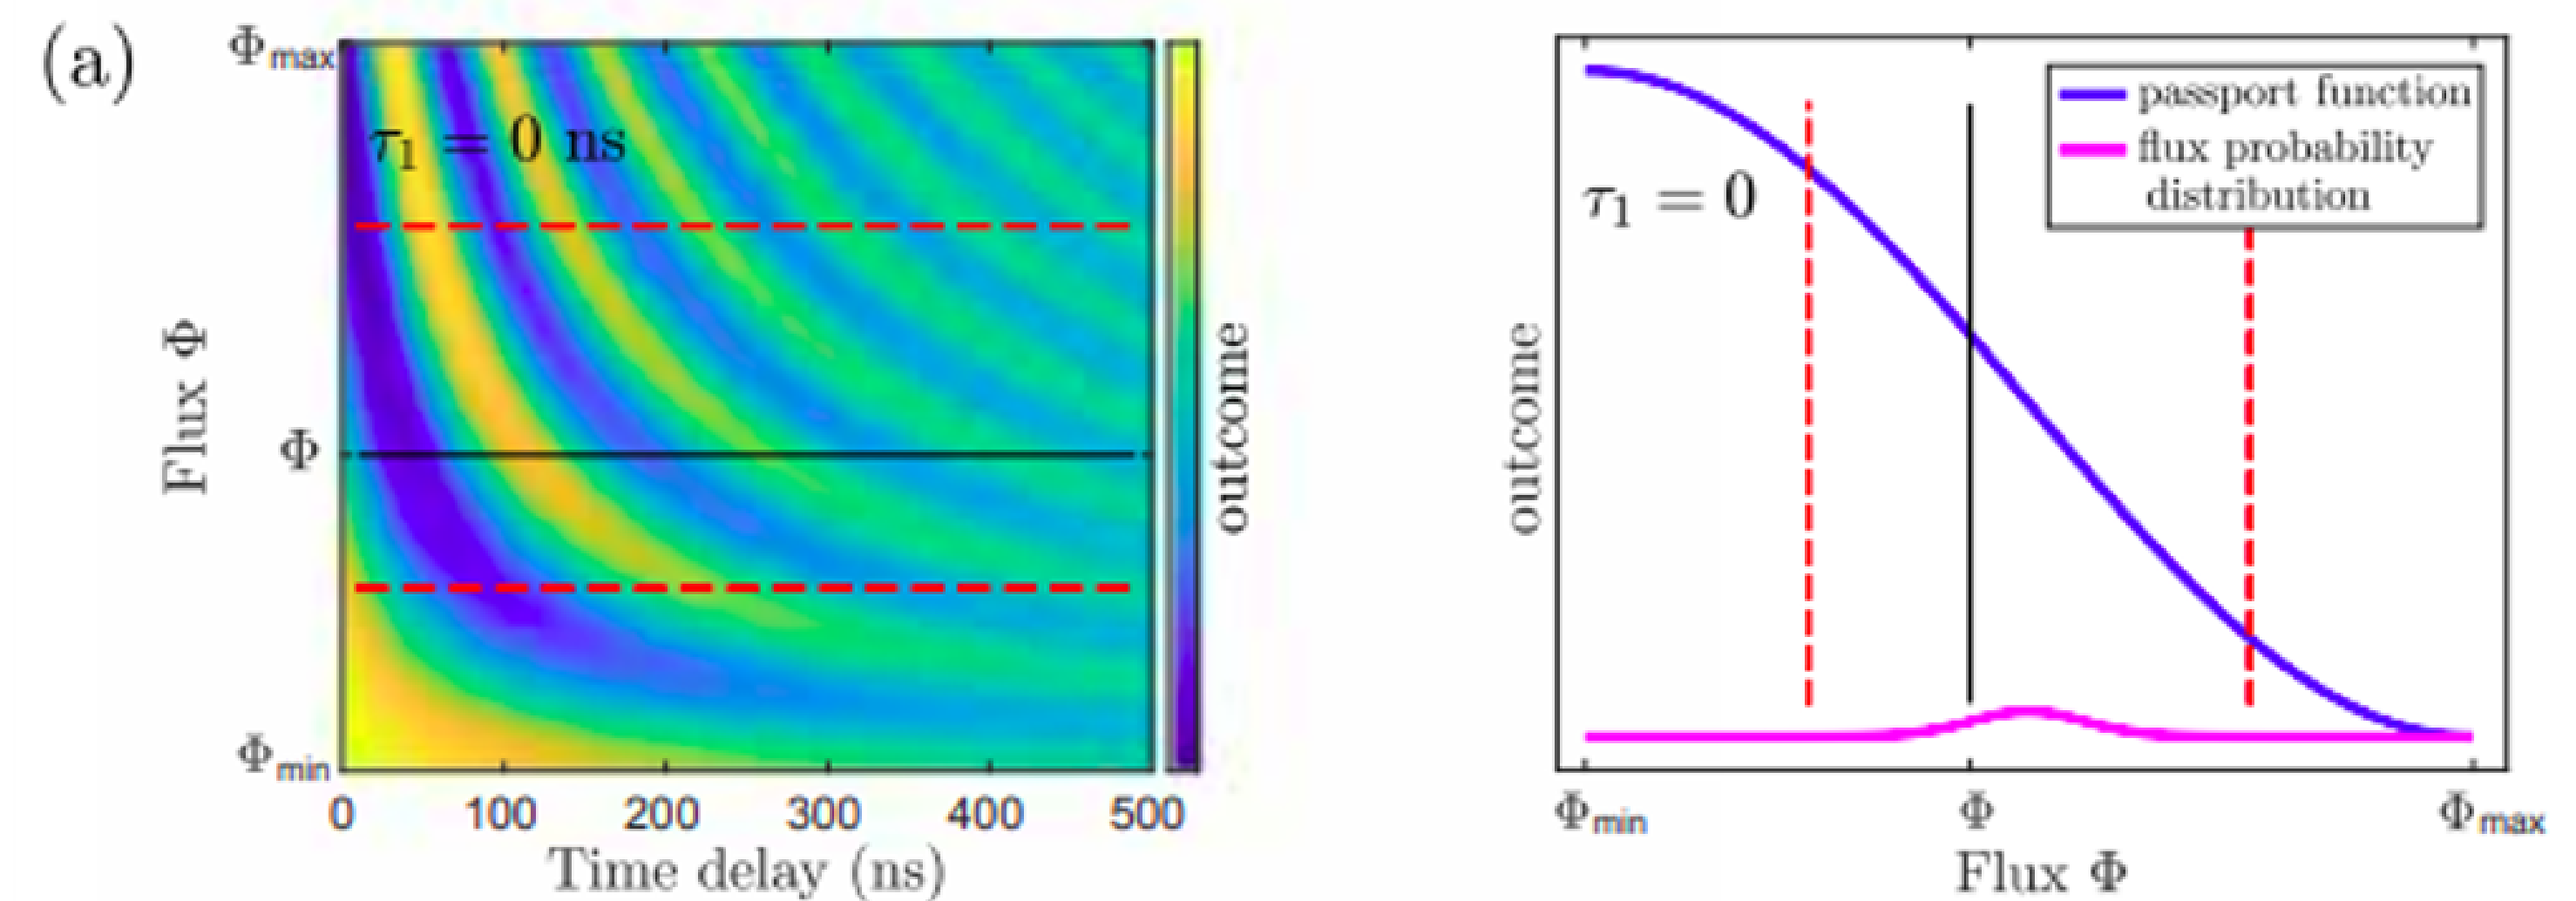 (a)
Φmax
τ1 = 0 ns
Flux Φ
Φ
Φmin
0 100 200 300 400 500
Time delay (ns)
outcome
passport function
flux probability
distribution
τ1 = 0
outcome
Φmin Φ Φmax
Flux Φ